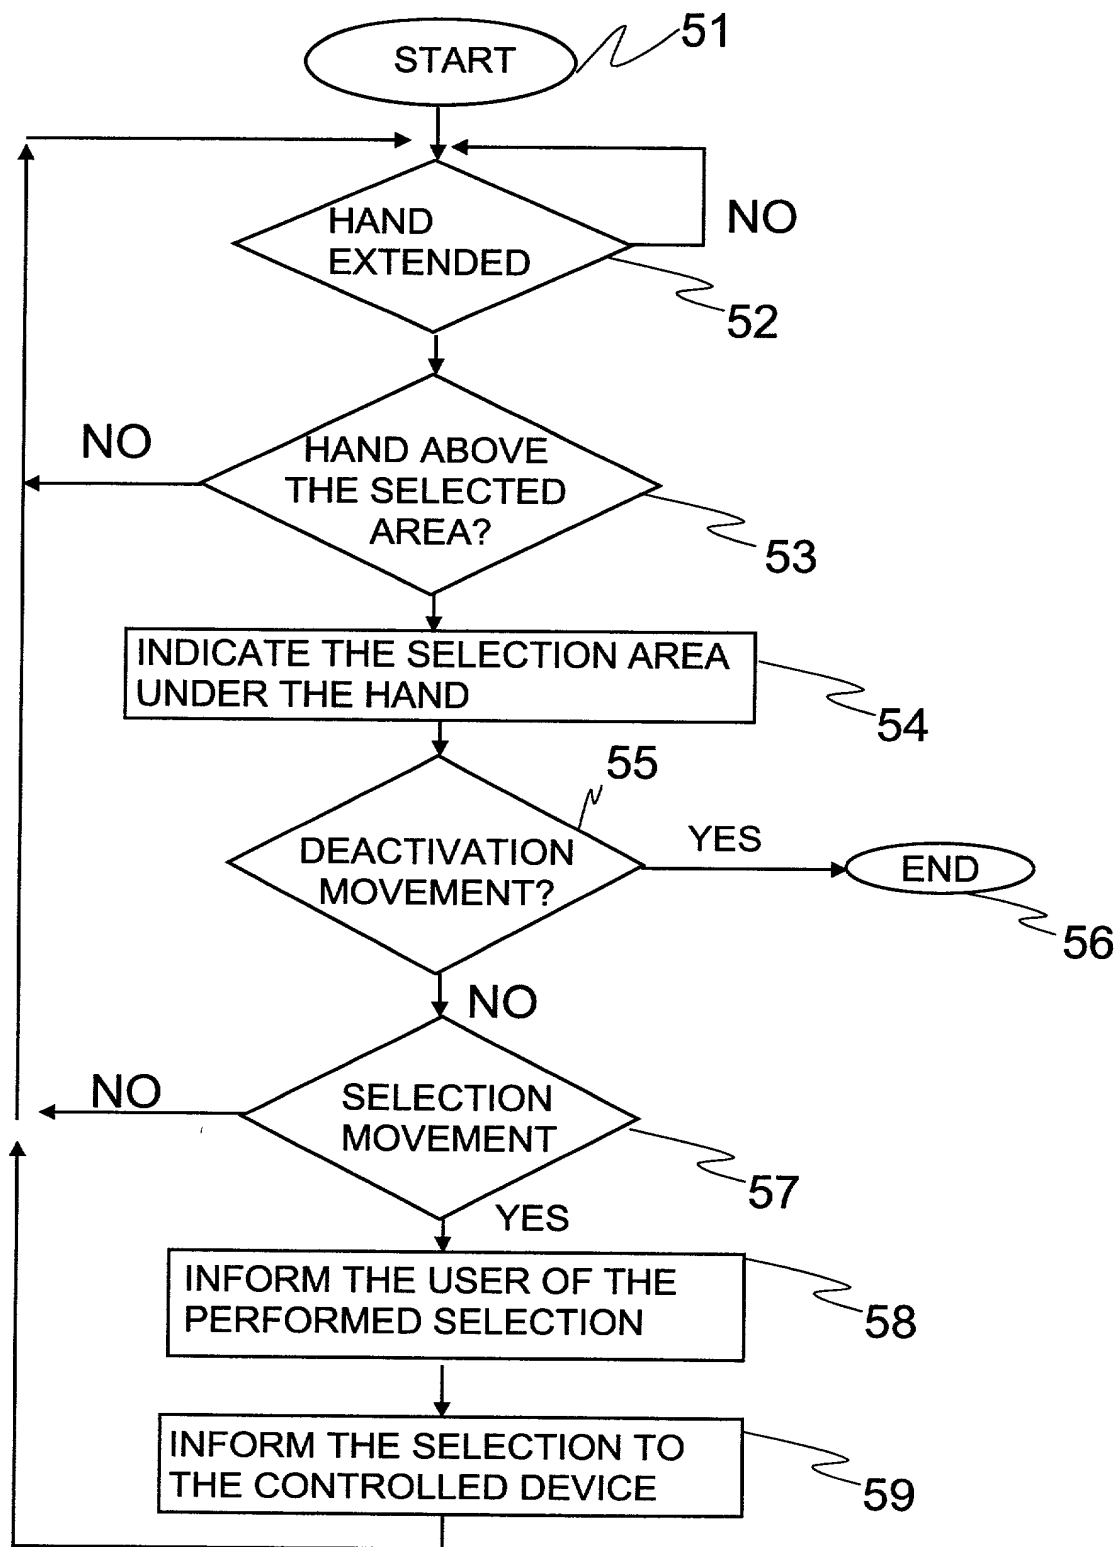 START
51
HAND
EXTENDED
NO
52
NO
HAND ABOVE
THE SELECTED
AREA?
53
INDICATE THE SELECTION AREA
UNDER THE HAND
54
55
DEACTIVATION
MOVEMENT?
YES
END
56
NO
NO
SELECTION
MOVEMENT
57
YES
INFORM THE USER OF THE
PERFORMED SELECTION
58
INFORM THE SELECTION TO
THE CONTROLLED DEVICE
59